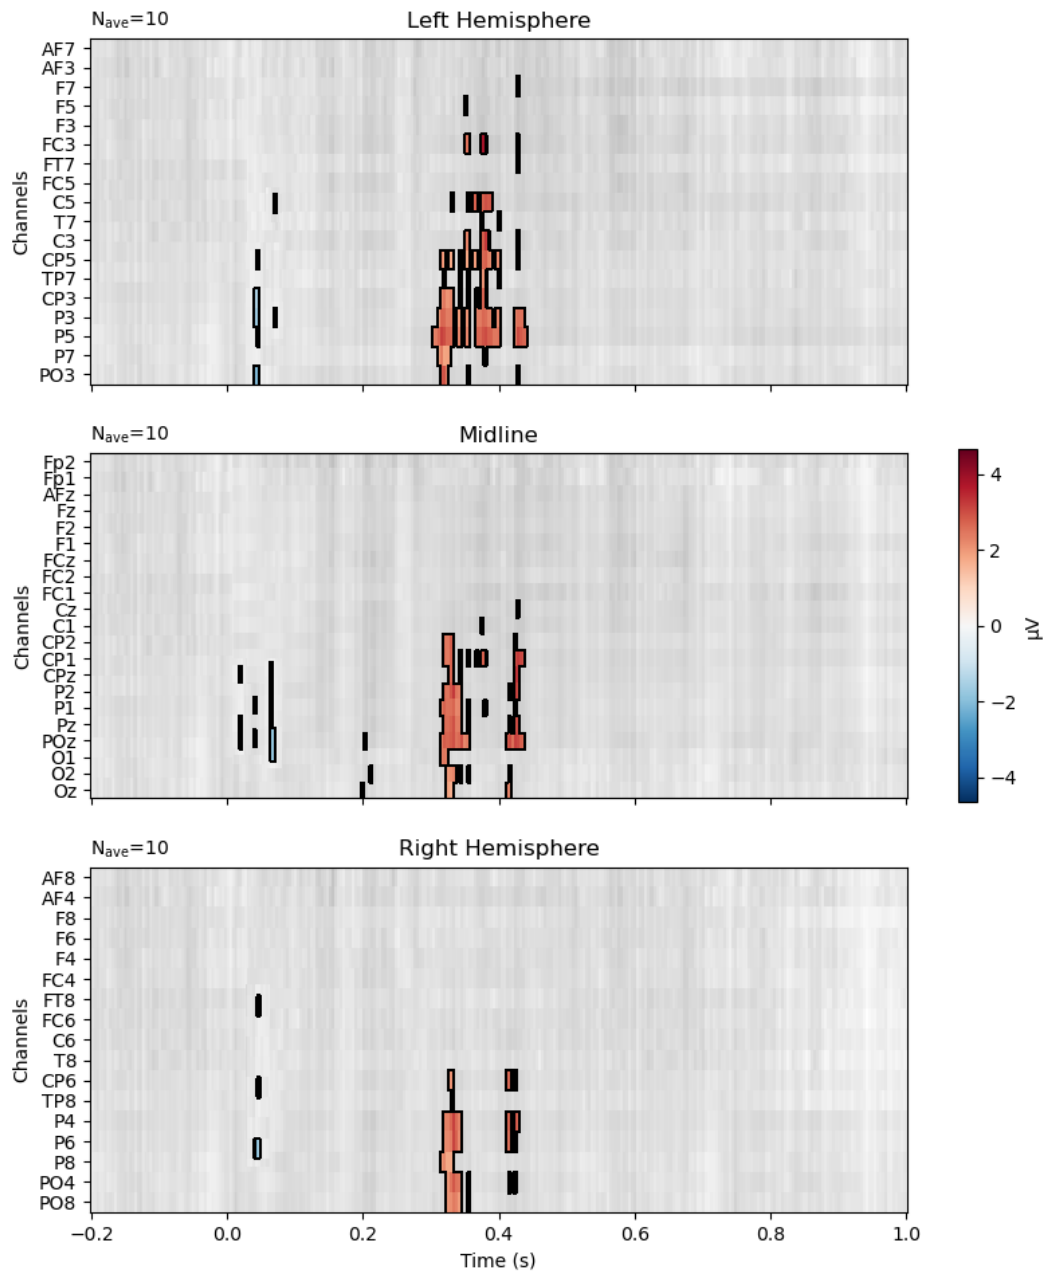 N_ave=10 Left Hemisphere
Channels
AF7
AF3
F7
F5
F3
FC3
FT7
FC5
C5
T7
C3
CP5
TP7
CP3
P3
P5
P7
PO3
N_ave=10 Midline
Channels
Fp2
Fp1
AFz
Fz
F2
F1
FCz
FC2
FC1
Cz
C1
CP2
CP1
CPz
P2
P1
Pz
POz
O1
O2
Oz
4
2
0
−2
−4
µV
N_ave=10 Right Hemisphere
Channels
AF8
AF4
F8
F6
F4
FC4
FT8
FC6
C6
T8
CP6
TP8
P4
P6
P8
PO4
PO8
−0.2 0.0 0.2 0.4 0.6 0.8 1.0
Time (s)